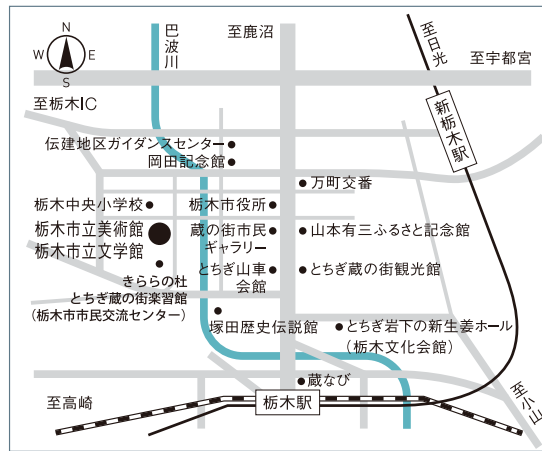 N
W
E
S
巴波川
至鹿沼
至日光
至宇都宮
新栃木駅
至栃木IC
伝建地区ガイダンスセンター
岡田記念館
万町交番
栃木中央小学校
栃木市役所
栃木市立美術館
栃木市立文学館
蔵の街市民
ギャラリー
山本有三ふるさと記念館
とちぎ山車
会館
とちぎ蔵の街観光館
きららの杜
とちぎ蔵の街楽習館
（栃木市市民交流センター）
塚田歴史伝説館
とちぎ岩下の新生姜ホール
（栃木文化会館）
蔵なび
至高崎
栃木駅
至小山